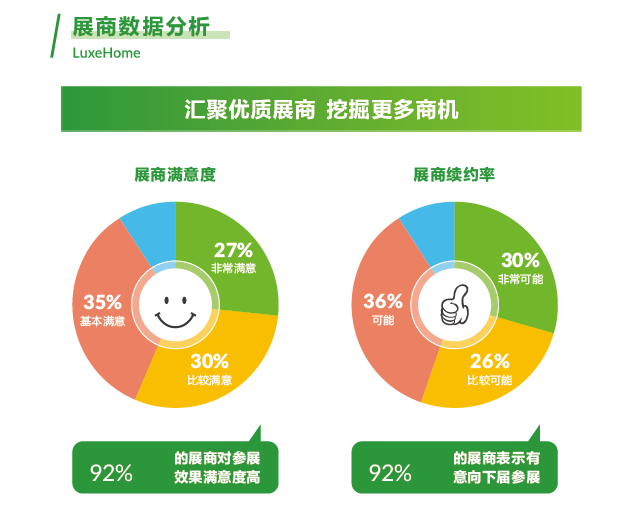 展商数据分析
LuxeHome
汇聚优质展商 挖掘更多商机
展商满意度
27%
非常满意
35%
基本满意
30%
比较满意
92%
的展商对参展
效果满意度高
展商续约率
30%
非常可能
36%
可能
26%
比较可能
92%
的展商表示有
意向下届参展